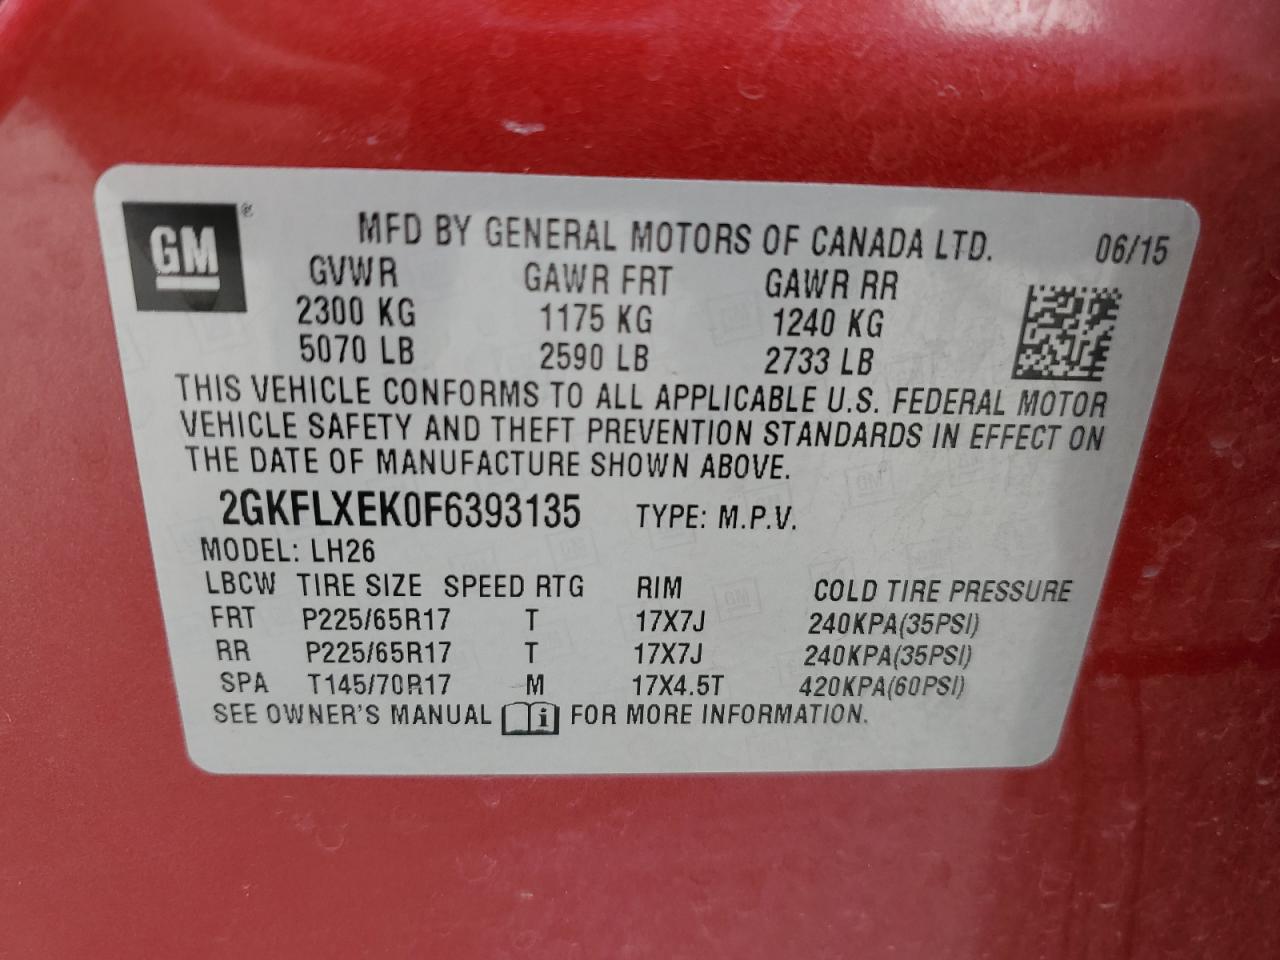 GM ®
MFD BY GENERAL MOTORS OF CANADA LTD. 06/15
GVWR GAWR FRT GAWR RR
2300 KG 1175 KG 1240 KG
5070 LB 2590 LB 2733 LB
THIS VEHICLE CONFORMS TO ALL APPLICABLE U.S. FEDERAL MOTOR
VEHICLE SAFETY AND THEFT PREVENTION STANDARDS IN EFFECT ON
THE DATE OF MANUFACTURE SHOWN ABOVE.
2GKFLXEK0F6393135 TYPE: M.P.V.
MODEL: LH26
LBCW TIRE SIZE SPEED RTG RIM COLD TIRE PRESSURE
FRT P225/65R17 T 17X7J 240KPA(35PSI)
RR P225/65R17 T 17X7J 240KPA(35PSI)
SPA T145/70R17 M 17X4.5T 420KPA(60PSI)
SEE OWNER'S MANUAL i FOR MORE INFORMATION.